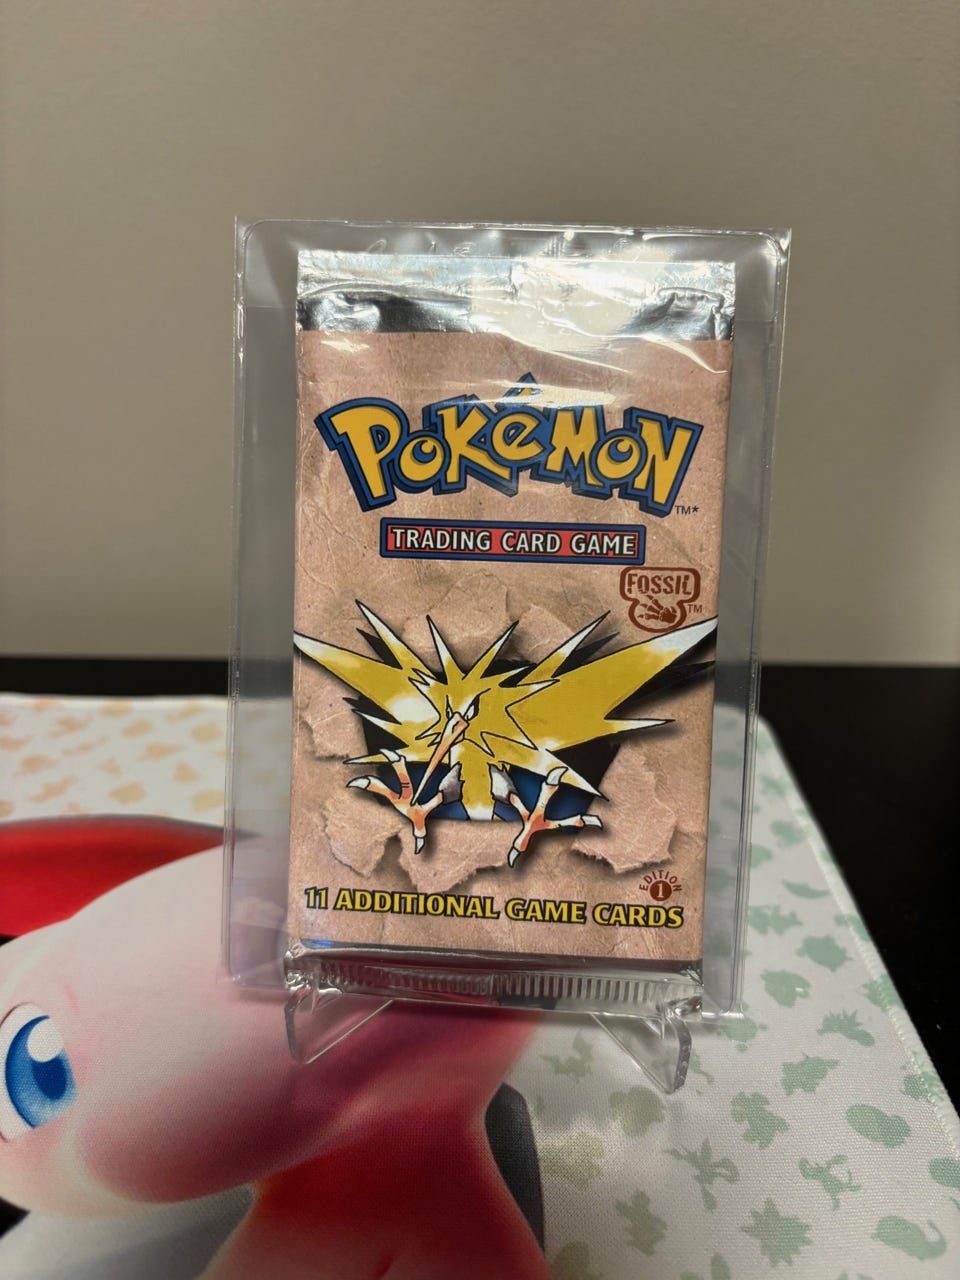 POKéMON
TM*
TRADING CARD GAME
FOSSIL
TM
EDITION
1
11 ADDITIONAL GAME CARDS